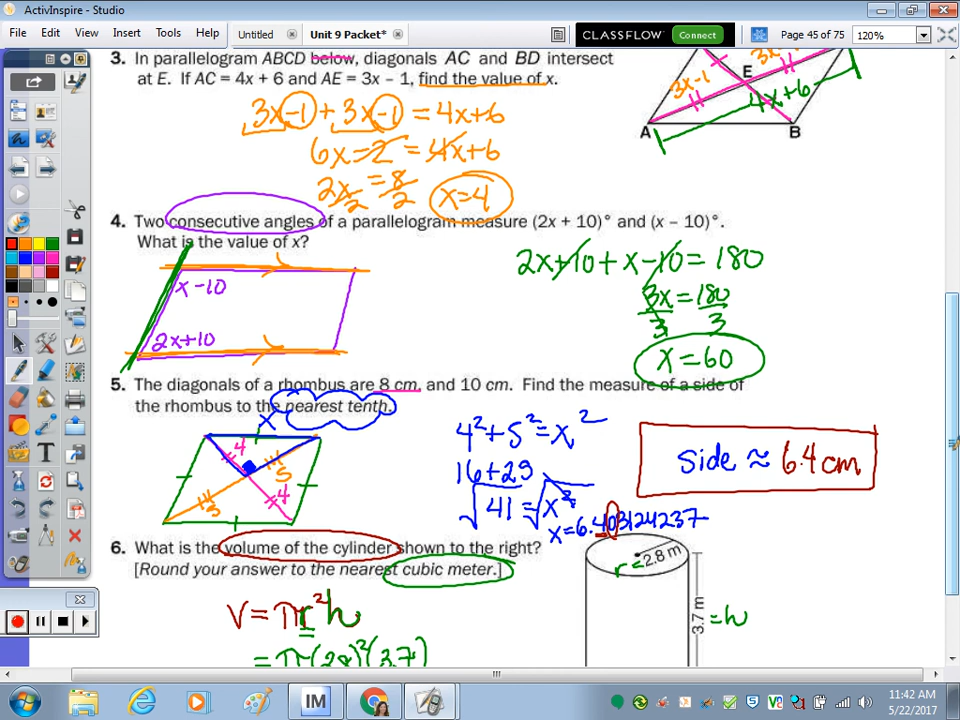 ActivInspire - Studio
File Edit View Insert Tools Help
Untitled
Unit 9 Packet*
CLASSFLOW Connect
Page 45 of 75
120%
3. In parallelogram ABCD below, diagonals AC and BD intersect
at E. If AC = 4x + 6 and AE = 3x – 1, find the value of x.
3x-1 + 3x-1 = 4x+6
6x-2 = 4x+6
2x/2 = 8/2 x=4
3x-1
E
4x+6
A
B
4. Two consecutive angles of a parallelogram measure (2x + 10)° and (x – 10)°.
What is the value of x?
x-10
2x+10
2x+10 + x-10 = 180
3x/3 = 180/3
x = 60
5. The diagonals of a rhombus are 8 cm. and 10 cm. Find the measure of a side of
the rhombus to the nearest tenth.
x
4
5
4
4² + 5² = x²
16+25
√41 = √x²
x=6.403124237
Side ≈ 6.4 cm
6. What is the volume of the cylinder shown to the right?
[Round your answer to the nearest cubic meter.]
V = πr²h
= π(2.8)²(3.7)
r = 2.8 m
3.7 m = h
IM
11:42 AM
5/22/2017